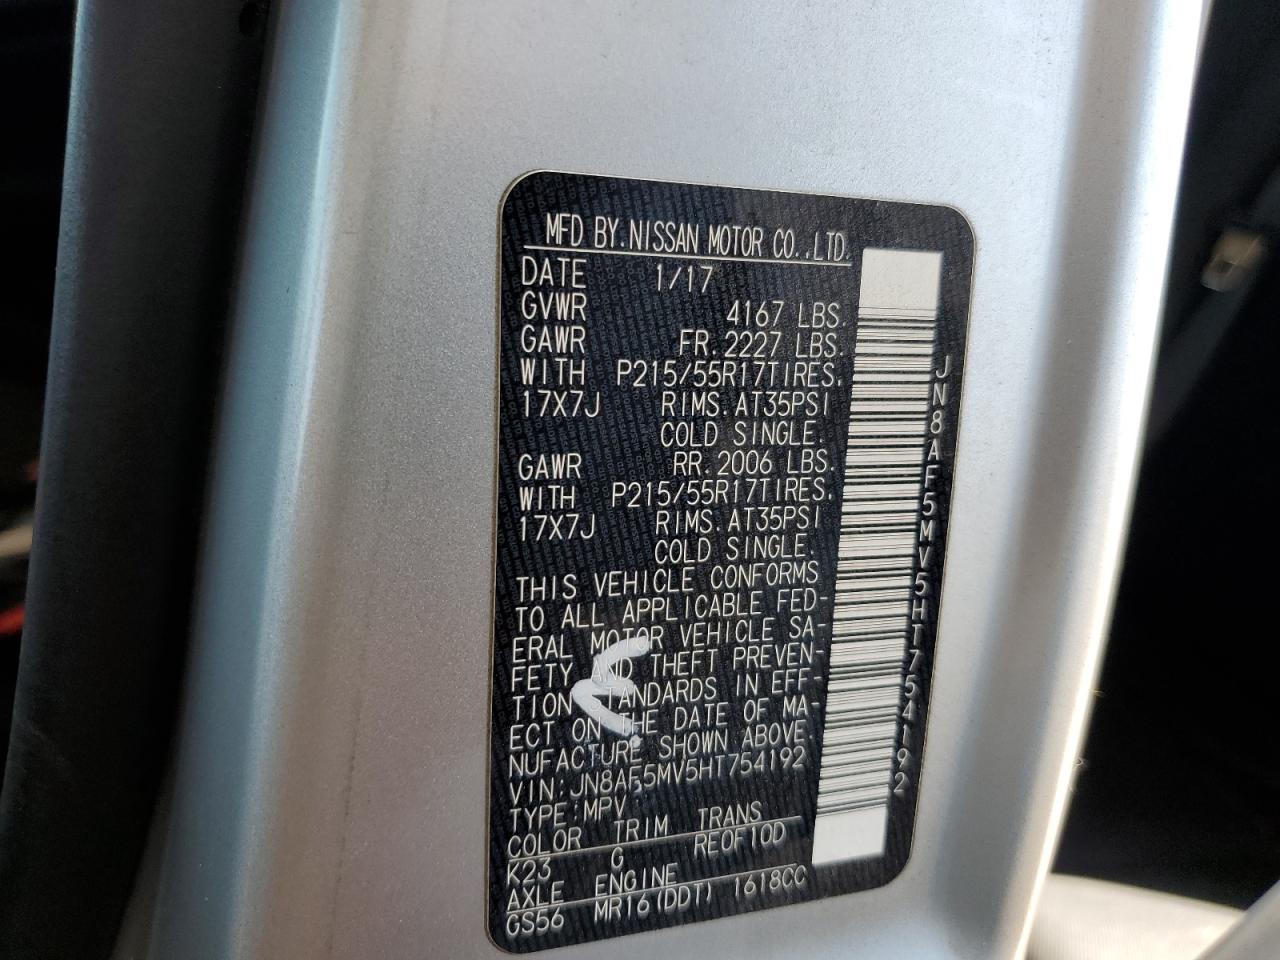 MFD BY.NISSAN MOTOR CO.,LTD.
DATE 1/17
GVWR 4167 LBS.
GAWR FR.2227 LBS.
WITH P215/55R17TIRES.
17X7J RIMS.AT35PSI
COLD SINGLE.
GAWR RR.2006 LBS.
WITH P215/55R17TIRES.
17X7J RIMS.AT35PSI
COLD SINGLE.
THIS VEHICLE CONFORMS
TO ALL APPLICABLE FED-
ERAL MOTOR VEHICLE SA-
FETY AND THEFT PREVEN-
TION STANDARDS IN EFF-
ECT ON THE DATE OF MA-
NUFACTURE SHOWN ABOVE
VIN:JN8AF5MV5HT754192
TYPE:MPV
COLOR TRIM TRANS
K23 G RE0F10D
AXLE ENGINE
GS56 MR16(DDT) 1618CC
JN8AF5MV5HT754192